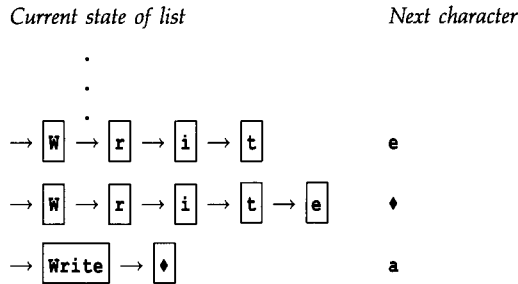 Current state of list Next character
.
.
.
→ W → r → i → t e
→ W → r → i → t → e ♦
→ Write → ♦ a